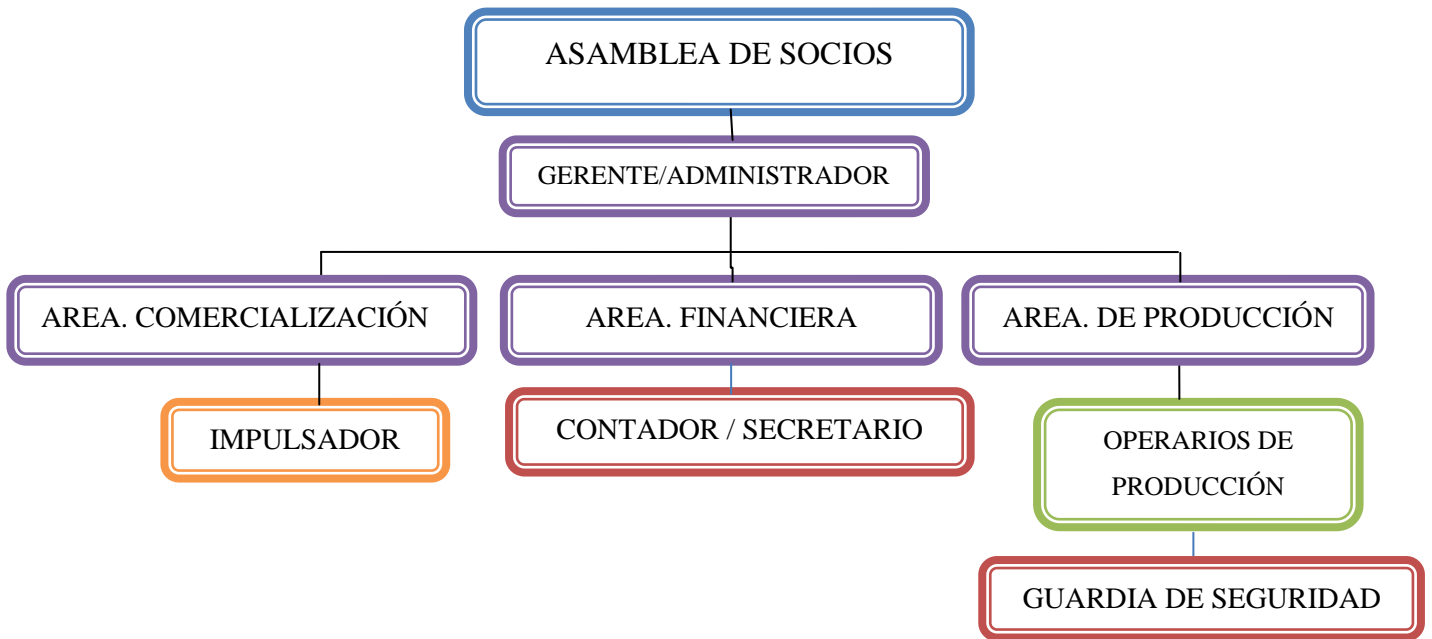 ASAMBLEA DE SOCIOS
GERENTE/ADMINISTRADOR
AREA. COMERCIALIZACIÓN
AREA. FINANCIERA
AREA. DE PRODUCCIÓN
IMPULSADOR
CONTADOR / SECRETARIO
OPERARIOS DE
PRODUCCIÓN
GUARDIA DE SEGURIDAD